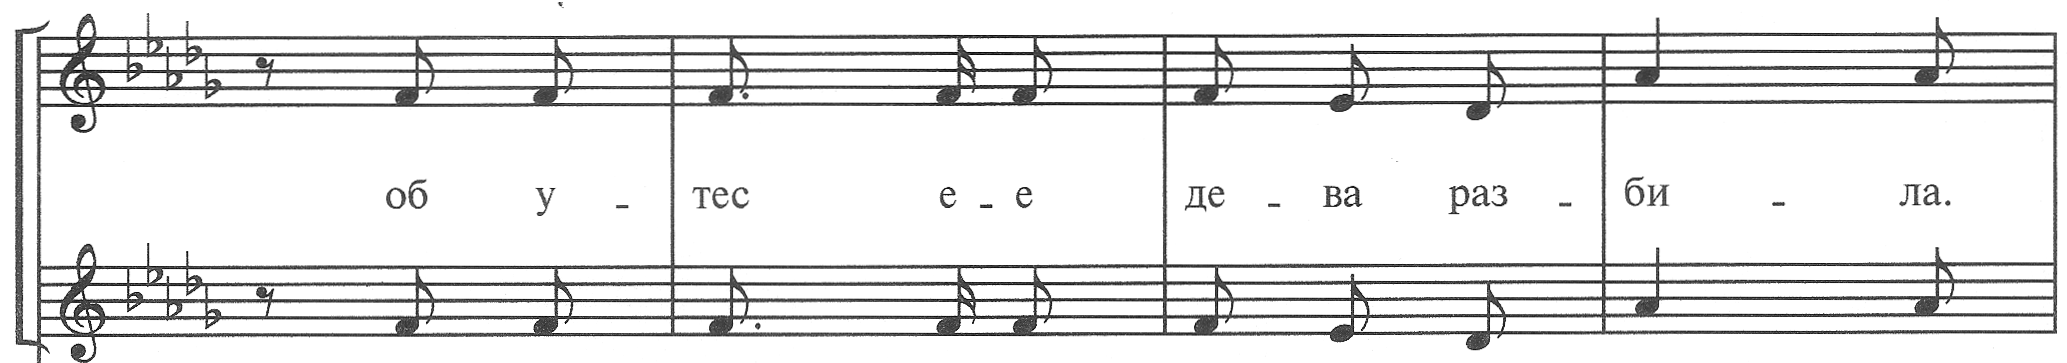 об у - тес е - е де - ва раз - би - ла.